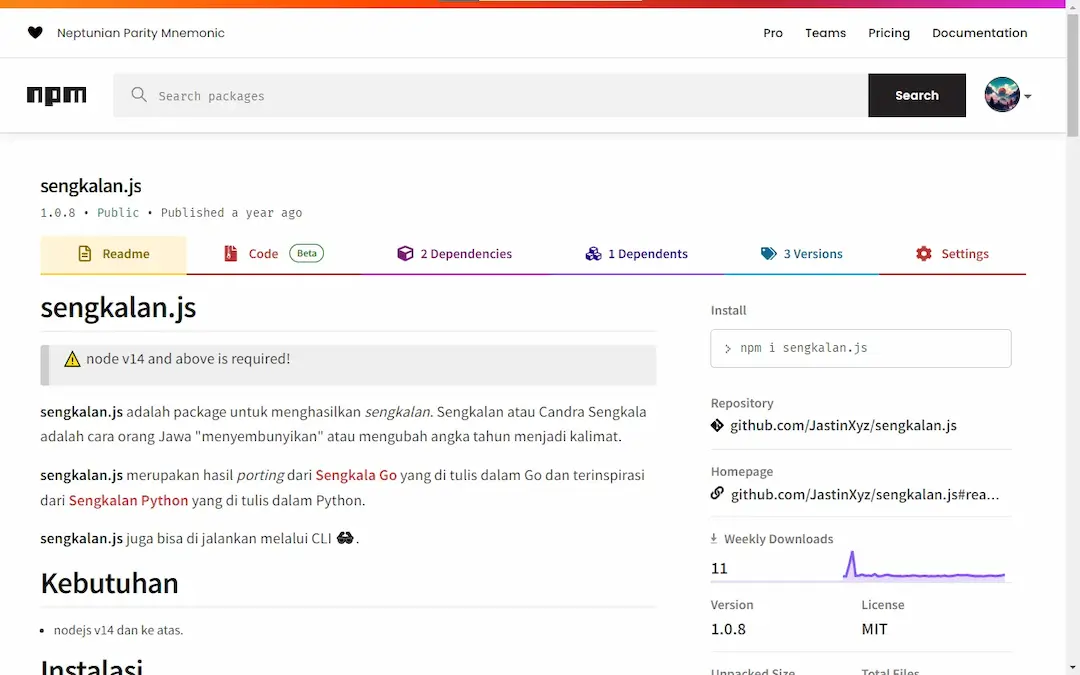 Neptunian Parity Mnemonic
Pro Teams Pricing Documentation
npm
Search packages
Search
sengkalan.js
1.0.8 • Public • Published a year ago
Readme
Code Beta
2 Dependencies
1 Dependents
3 Versions
Settings
sengkalan.js
⚠️ node v14 and above is required!
sengkalan.js adalah package untuk menghasilkan sengkalan. Sengkalan atau Candra Sengkala
adalah cara orang Jawa "menyembunyikan" atau mengubah angka tahun menjadi kalimat.
sengkalan.js merupakan hasil porting dari Sengkala Go yang di tulis dalam Go dan terinspirasi
dari Sengkalan Python yang di tulis dalam Python.
sengkalan.js juga bisa di jalankan melalui CLI 🕶.
Kebutuhan
• nodejs v14 dan ke atas.
Instalasi
Install
> npm i sengkalan.js
Repository
github.com/JastinXyz/sengkalan.js
Homepage
github.com/JastinXyz/sengkalan.js#rea...
Weekly Downloads
11
Version
1.0.8
License
MIT
Unpacked Size
Total Files